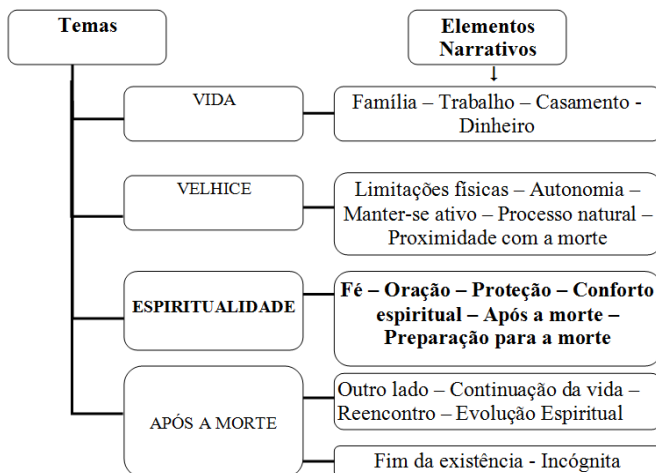 Temas
Elementos
Narrativos
VIDA
Família – Trabalho – Casamento -
Dinheiro
VELHICE
Limitações físicas – Autonomia –
Manter-se ativo – Processo natural –
Proximidade com a morte
ESPIRITUALIDADE
Fé – Oração – Proteção – Conforto
espiritual – Após a morte –
Preparação para a morte
APÓS A MORTE
Outro lado – Continuação da vida –
Reencontro – Evolução Espiritual
Fim da existência - Incógnita